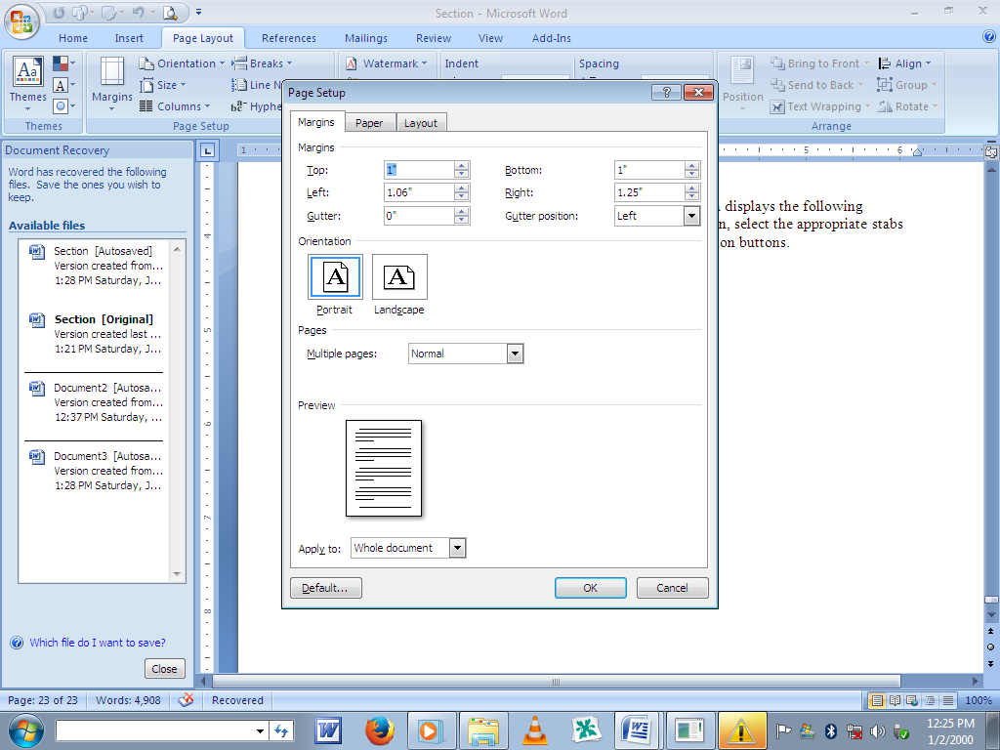 Section - Microsoft Word
Home Insert Page Layout References Mailings Review View Add-Ins
Themes
Themes
Margins
Orientation
Size
Columns
Breaks
Line N
Hyphe
Page Setup
Watermark
Indent
Spacing
Position
Bring to Front
Send to Back
Text Wrapping
Align
Group
Rotate
Arrange
Document Recovery
Word has recovered the following
files. Save the ones you wish to
keep.
Available files
Section [Autosaved]
Version created from...
1:28 PM Saturday, J...
Section [Original]
Version created last ...
1:21 PM Saturday, J...
Document2 [Autosa...
Version created from...
12:37 PM Saturday, ...
Document3 [Autosa...
Version created from...
1:28 PM Saturday, J...
Which file do I want to save?
Close
1 5 6
4
5
6
7
8
displays the following
n, select the appropriate stabs
on buttons.
Page Setup
Margins Paper Layout
Margins
Top: 1" Bottom: 1"
Left: 1.06" Right: 1.25"
Gutter: 0" Gutter position: Left
Orientation
A A
Portrait Landscape
Pages
Multiple pages: Normal
Preview
Apply to: Whole document
Default... OK Cancel
Page: 23 of 23 Words: 4,908 Recovered 100%
12:25 PM
1/2/2000